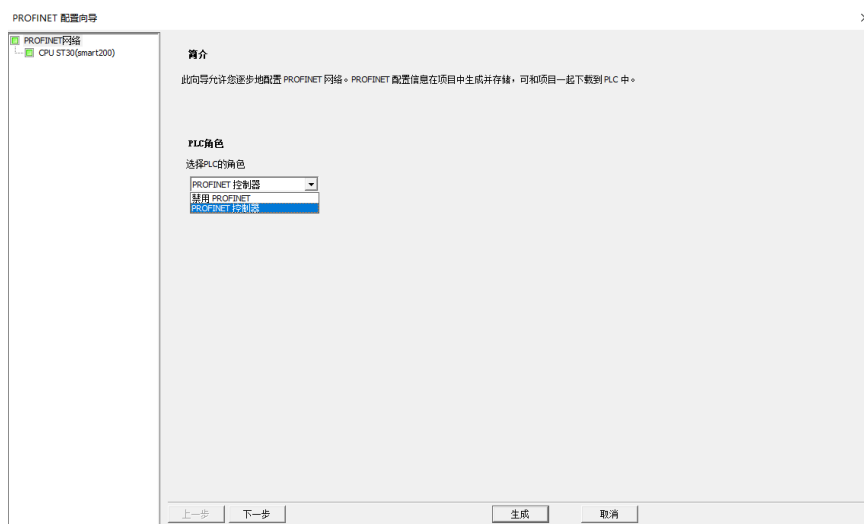 PROFINET 配置向导
PROFINET网络
CPU ST30(smart200)
简介
此向导允许您逐步地配置 PROFINET 网络。PROFINET 配置信息在项目中生成并存储，可和项目一起下载到 PLC 中。
PLC角色
选择PLC的角色
PROFINET 控制器
禁用 PROFINET
PROFINET 控制器
上一步
下一步
生成
取消